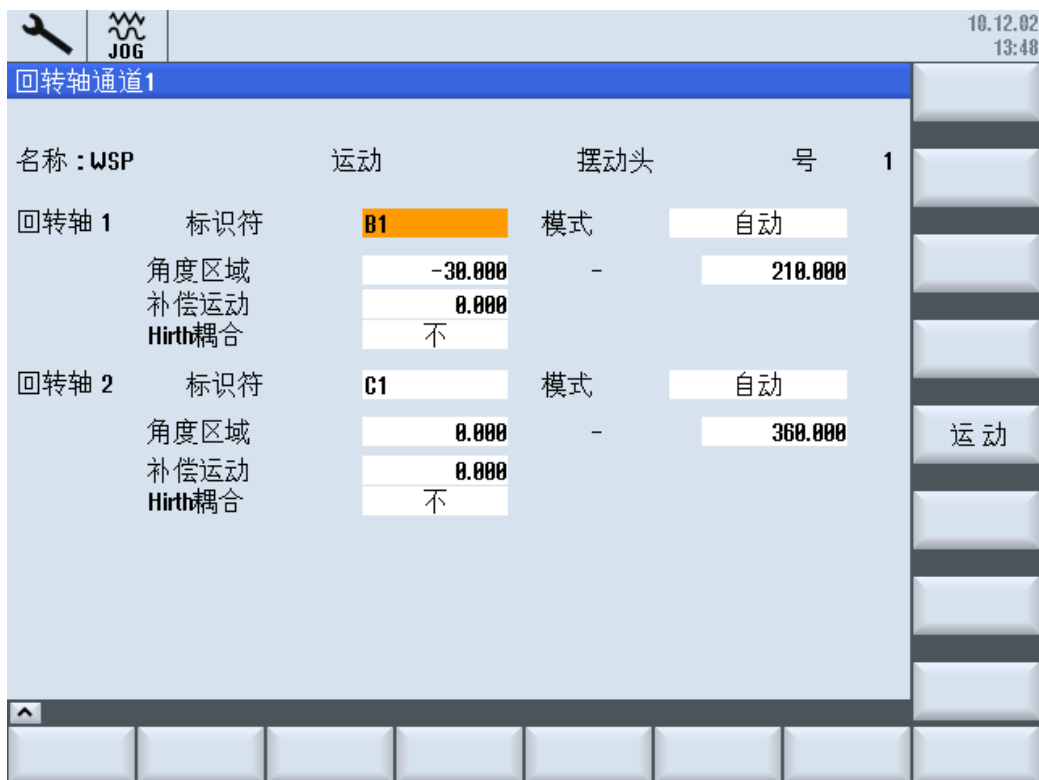 10.12.02
JOG 13:48
回转轴通道1
名称:WSP 运动 摆动头 号 1
回转轴 1 标识符 B1 模式 自动
角度区域 -30.000 - 210.000
补偿运动 0.000
Hirth耦合 不
回转轴 2 标识符 C1 模式 自动
角度区域 0.000 - 360.000
运动
补偿运动 0.000
Hirth耦合 不